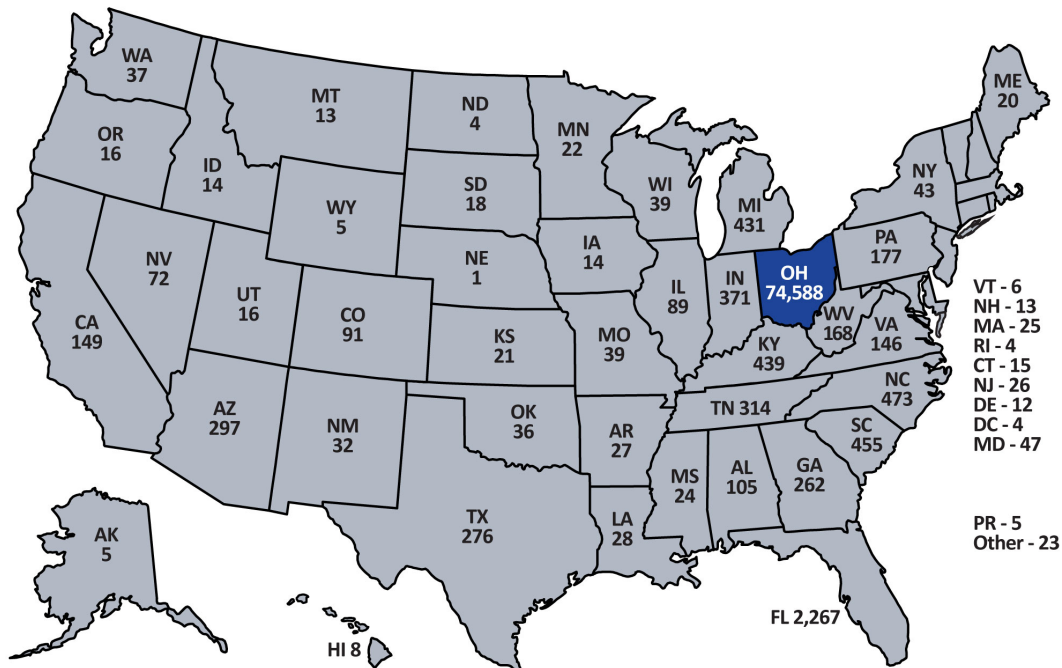 WA
37
OR
16
ID
14
MT
13
ND
4
MN
22
WI
39
MI
431
NY
43
ME
20
SD
18
WY
5
NV
72
UT
16
CA
149
CO
91
NE
1
IA
14
IL
89
IN
371
OH
74,588
PA
177
WV
168
VA
146
KY
439
KS
21
MO
39
TN 314
NC
473
SC
455
AZ
297
NM
32
OK
36
AR
27
MS
24
AL
105
GA
262
TX
276
LA
28
FL 2,267
AK
5
HI 8
VT - 6
NH - 13
MA - 25
RI - 4
CT - 15
NJ - 26
DE - 12
DC - 4
MD - 47
PR - 5
Other - 23